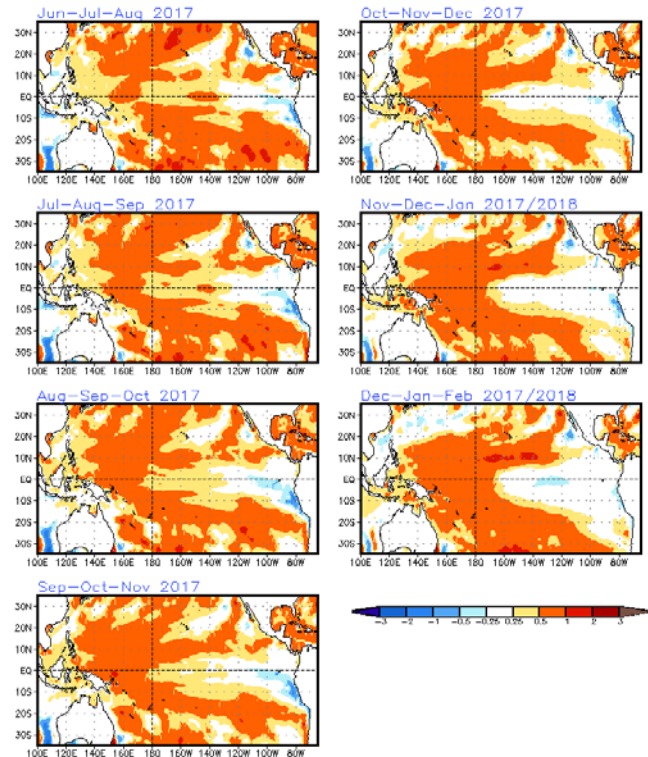 Jun-Jul-Aug 2017
30N
20N
10N
EQ
10S
20S
30S
100E 120E 140E 160E 180 160W 140W 120W 100W 80W
Oct-Nov-Dec 2017
30N
20N
10N
EQ
10S
20S
30S
100E 120E 140E 160E 180 160W 140W 120W 100W 80W
Jul-Aug-Sep 2017
30N
20N
10N
EQ
10S
20S
30S
100E 120E 140E 160E 180 160W 140W 120W 100W 80W
Nov-Dec-Jan 2017/2018
30N
20N
10N
EQ
10S
20S
30S
100E 120E 140E 160E 180 160W 140W 120W 100W 80W
Aug-Sep-Oct 2017
30N
20N
10N
EQ
10S
20S
30S
100E 120E 140E 160E 180 160W 140W 120W 100W 80W
Dec-Jan-Feb 2017/2018
30N
20N
10N
EQ
10S
20S
30S
100E 120E 140E 160E 180 160W 140W 120W 100W 80W
Sep-Oct-Nov 2017
30N
20N
10N
EQ
10S
20S
30S
100E 120E 140E 160E 180 160W 140W 120W 100W 80W
-3 -2 -1 -0.5 -0.25 0.25 0.5 1 2 3